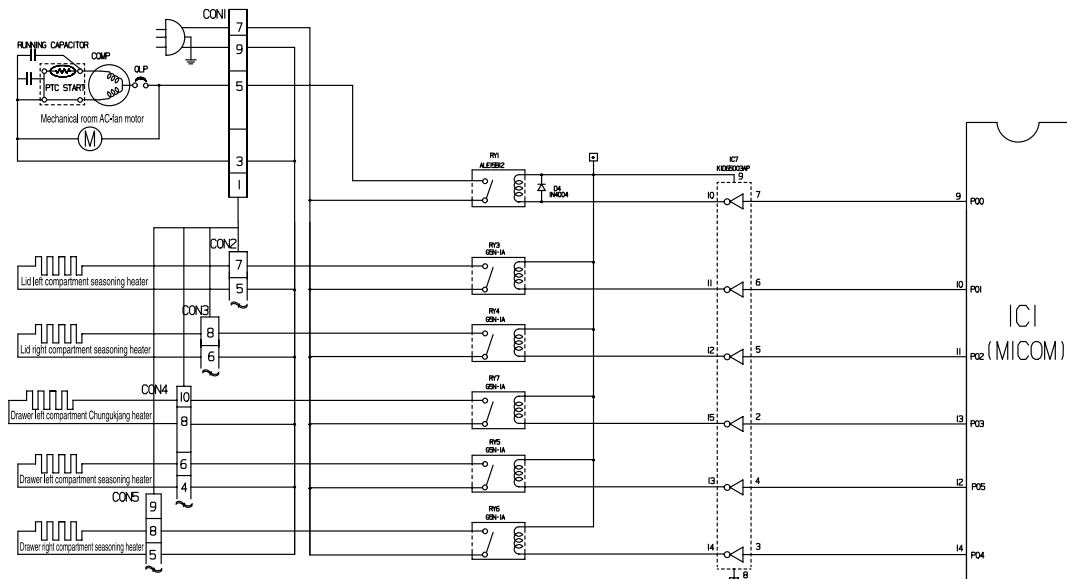 CON1
7
9
5
3
1
RUNNING CAPACITOR
COMP
OLP
PTC START
Mechanical room AC-fan motor
M
RY1
ALE15B12
D4
IN4004
IC7
KID65003AP
9
10
7
9
P00
CON2
7
5
Lid left compartment seasoning heater
RY3
G5N-1A
11
6
10
P01
CON3
8
6
Lid right compartment seasoning heater
RY4
G5N-1A
12
5
11
P02
IC1
(MICOM)
CON4
10
8
Drawer left compartment Chungukjang heater
RY7
G5N-1A
15
2
13
P03
6
4
Drawer left compartment seasoning heater
RY5
G5N-1A
13
4
12
P05
CON5
9
8
5
Drawer right compartment seasoning heater
RY6
G5N-1A
14
3
14
P04
8